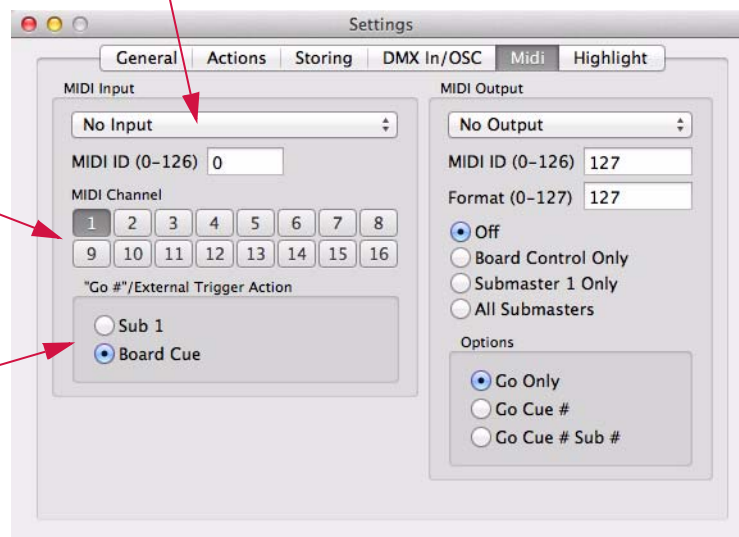 Settings
General Actions Storing DMX In/OSC Midi Highlight
MIDI Input
No Input
MIDI ID (0-126) 0
MIDI Channel
1 2 3 4 5 6 7 8
9 10 11 12 13 14 15 16
"Go #"/External Trigger Action
Sub 1
Board Cue
MIDI Output
No Output
MIDI ID (0-126) 127
Format (0-127) 127
Off
Board Control Only
Submaster 1 Only
All Submasters
Options
Go Only
Go Cue #
Go Cue # Sub #